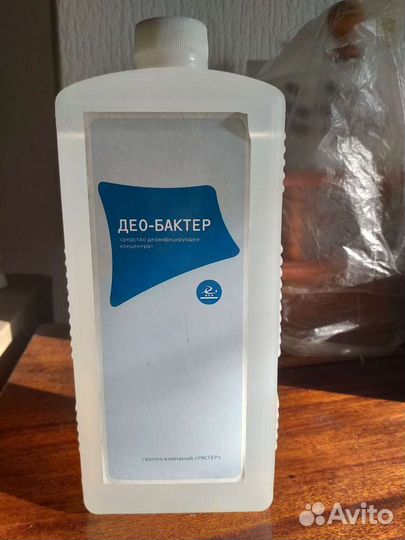 ДЕО-БАКТЕР
средство дезинфицирующее
концентрат
группа компаний «РАСТЕР»
Avito